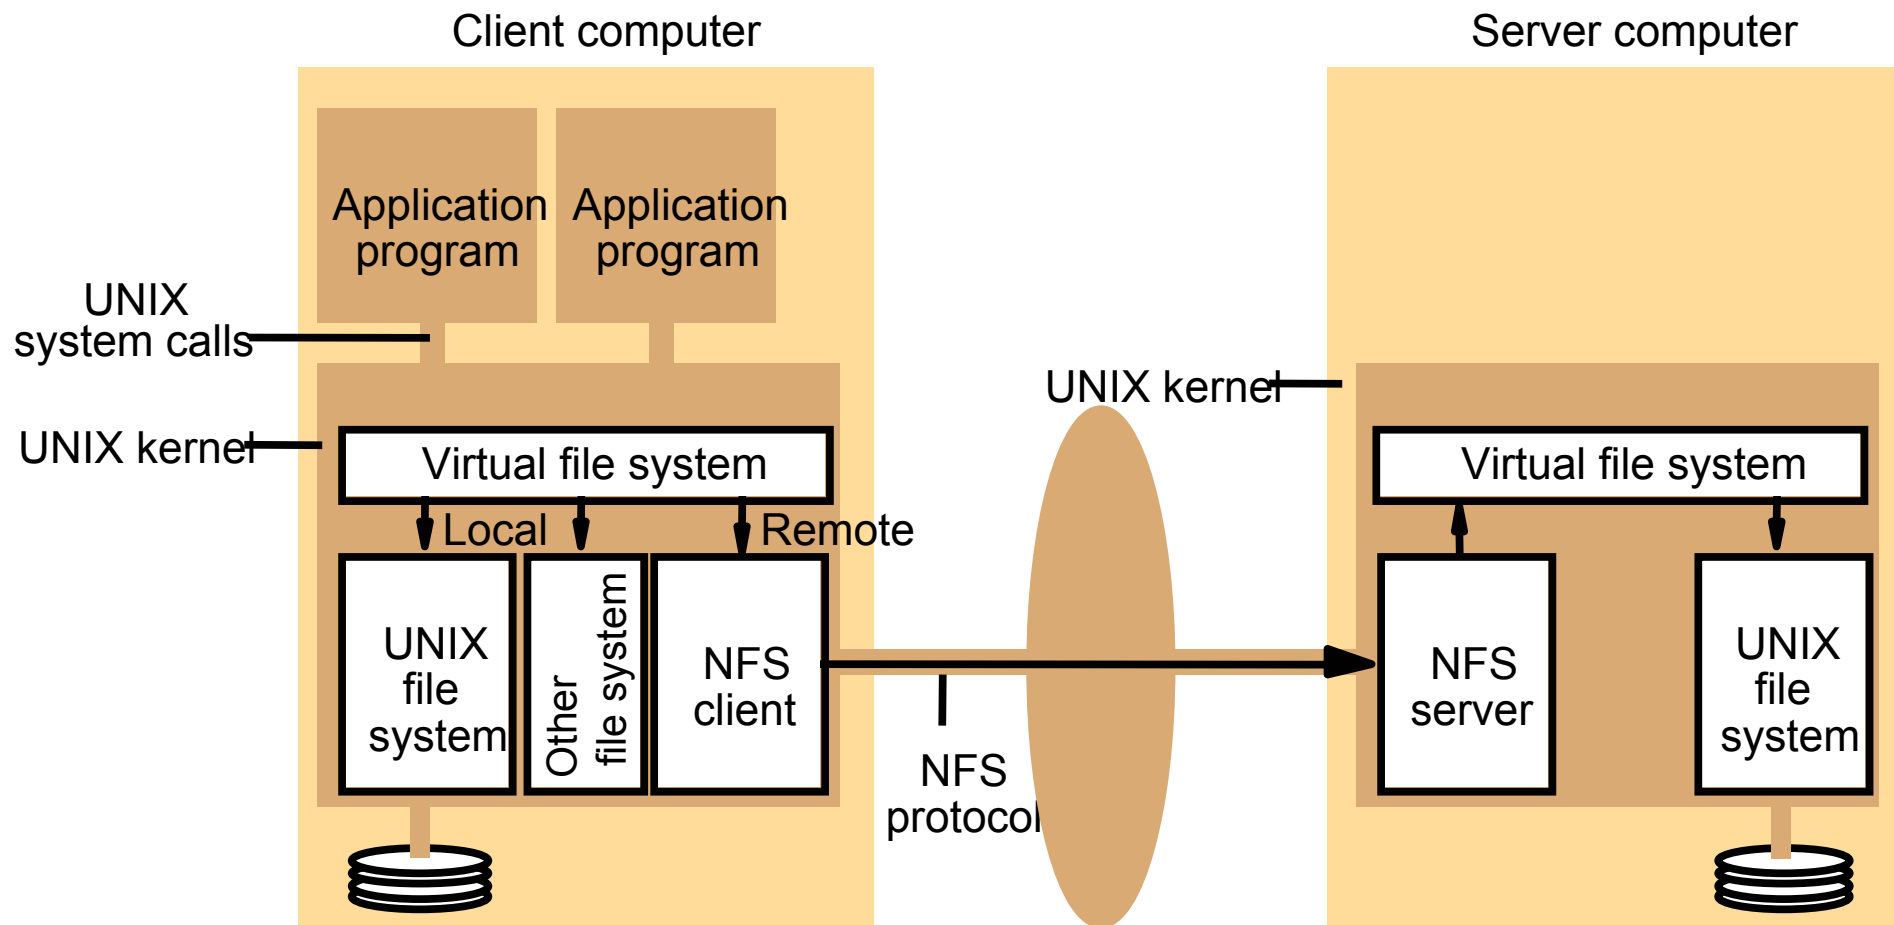 Client computer
Server computer
Application
program
Application
program
UNIX
system calls
UNIX kernel
UNIX kernel
Virtual file system
Virtual file system
Local
Remote
UNIX
file
system
Other
file system
NFS
client
NFS
protocol
NFS
server
UNIX
file
system